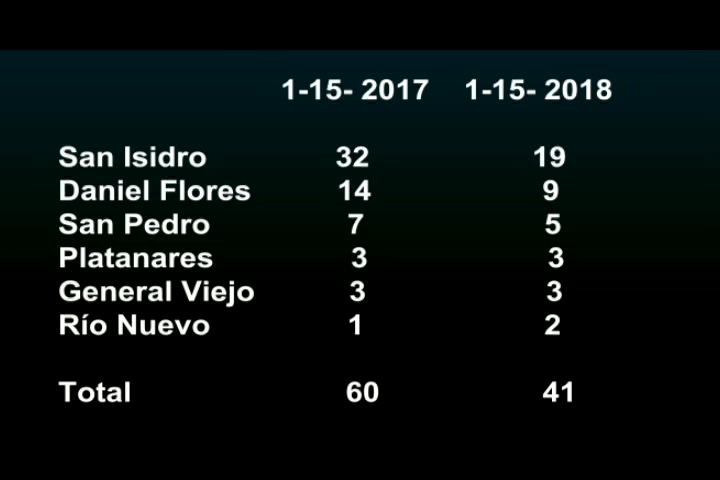 1-15- 2017 1-15- 2018
San Isidro 32 19
Daniel Flores 14 9
San Pedro 7 5
Platanares 3 3
General Viejo 3 3
Río Nuevo 1 2
Total 60 41